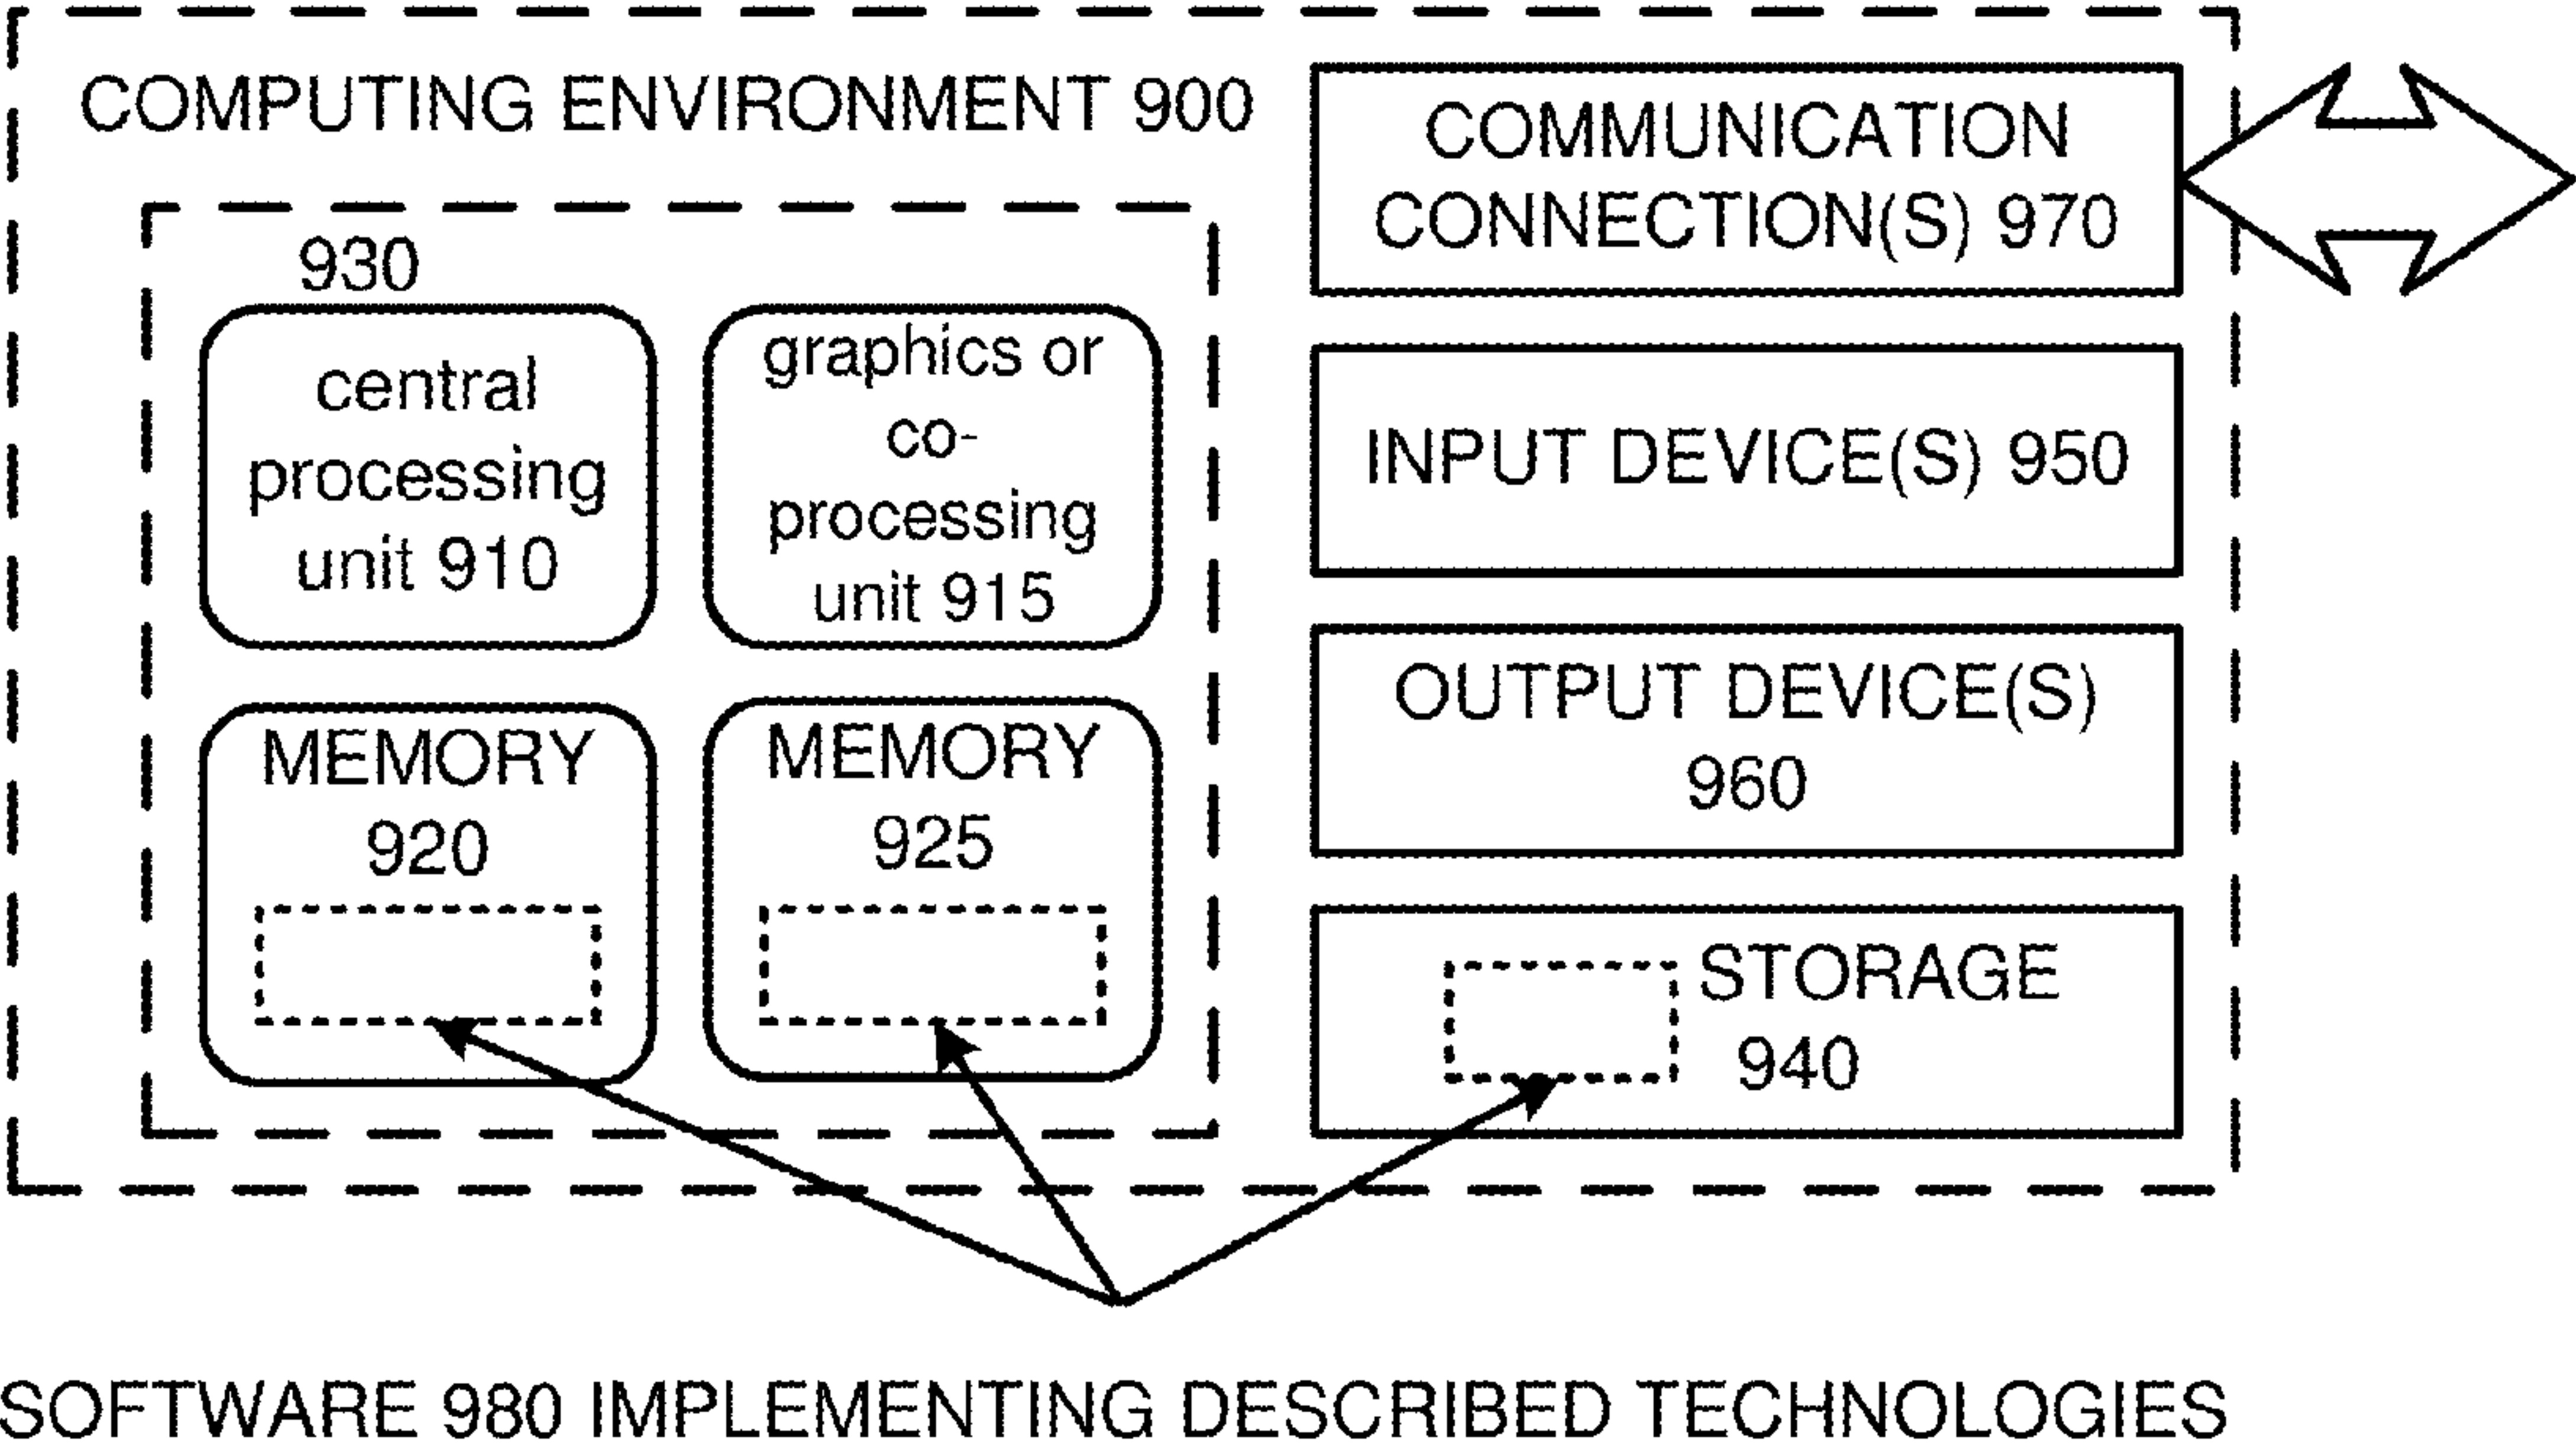 COMPUTING ENVIRONMENT 900
930
central
processing
unit 910
graphics or
co-
processing
unit 915
MEMORY
920
MEMORY
925
COMMUNICATION
CONNECTION(S) 970
INPUT DEVICE(S) 950
OUTPUT DEVICE(S)
960
STORAGE
940
SOFTWARE 980 IMPLEMENTING DESCRIBED TECHNOLOGIES